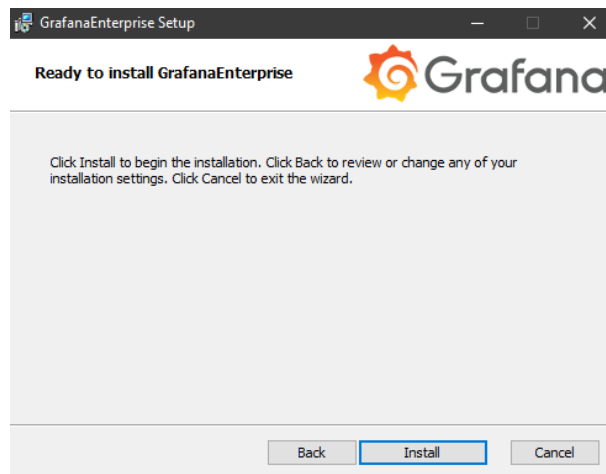 GrafanaEnterprise Setup
Ready to install GrafanaEnterprise
Grafana
Click Install to begin the installation. Click Back to review or change any of your
installation settings. Click Cancel to exit the wizard.
Back Install Cancel